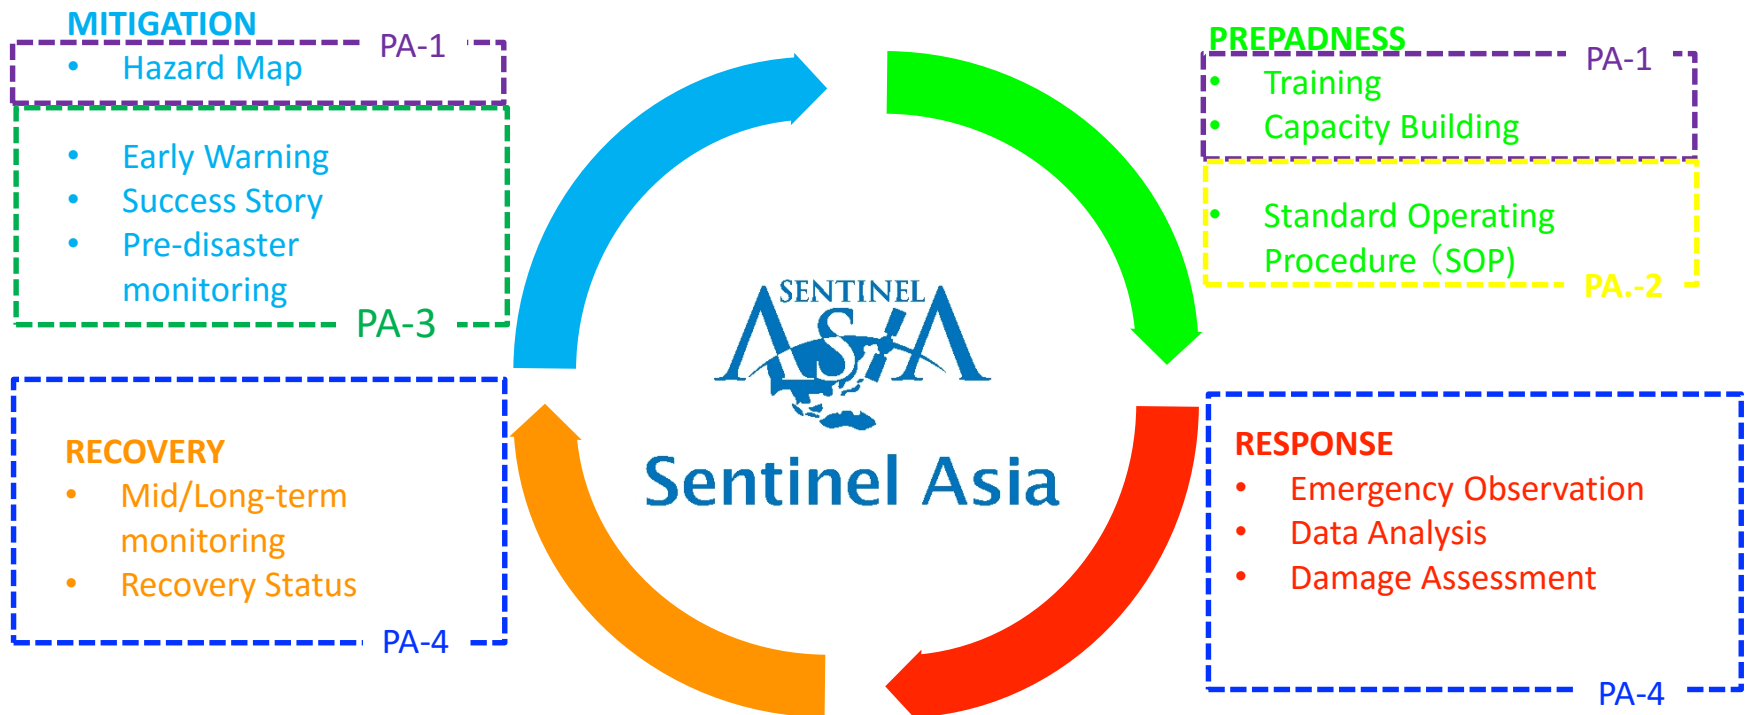 MITIGATION
PA-1
• Hazard Map
• Early Warning
• Success Story
• Pre-disaster
monitoring
PA-3
PREPADNESS
PA-1
• Training
• Capacity Building
• Standard Operating
Procedure（SOP)
PA.-2
SENTINEL
ASIA
Sentinel Asia
RECOVERY
• Mid/Long-term
monitoring
• Recovery Status
PA-4
RESPONSE
• Emergency Observation
• Data Analysis
• Damage Assessment
PA-4